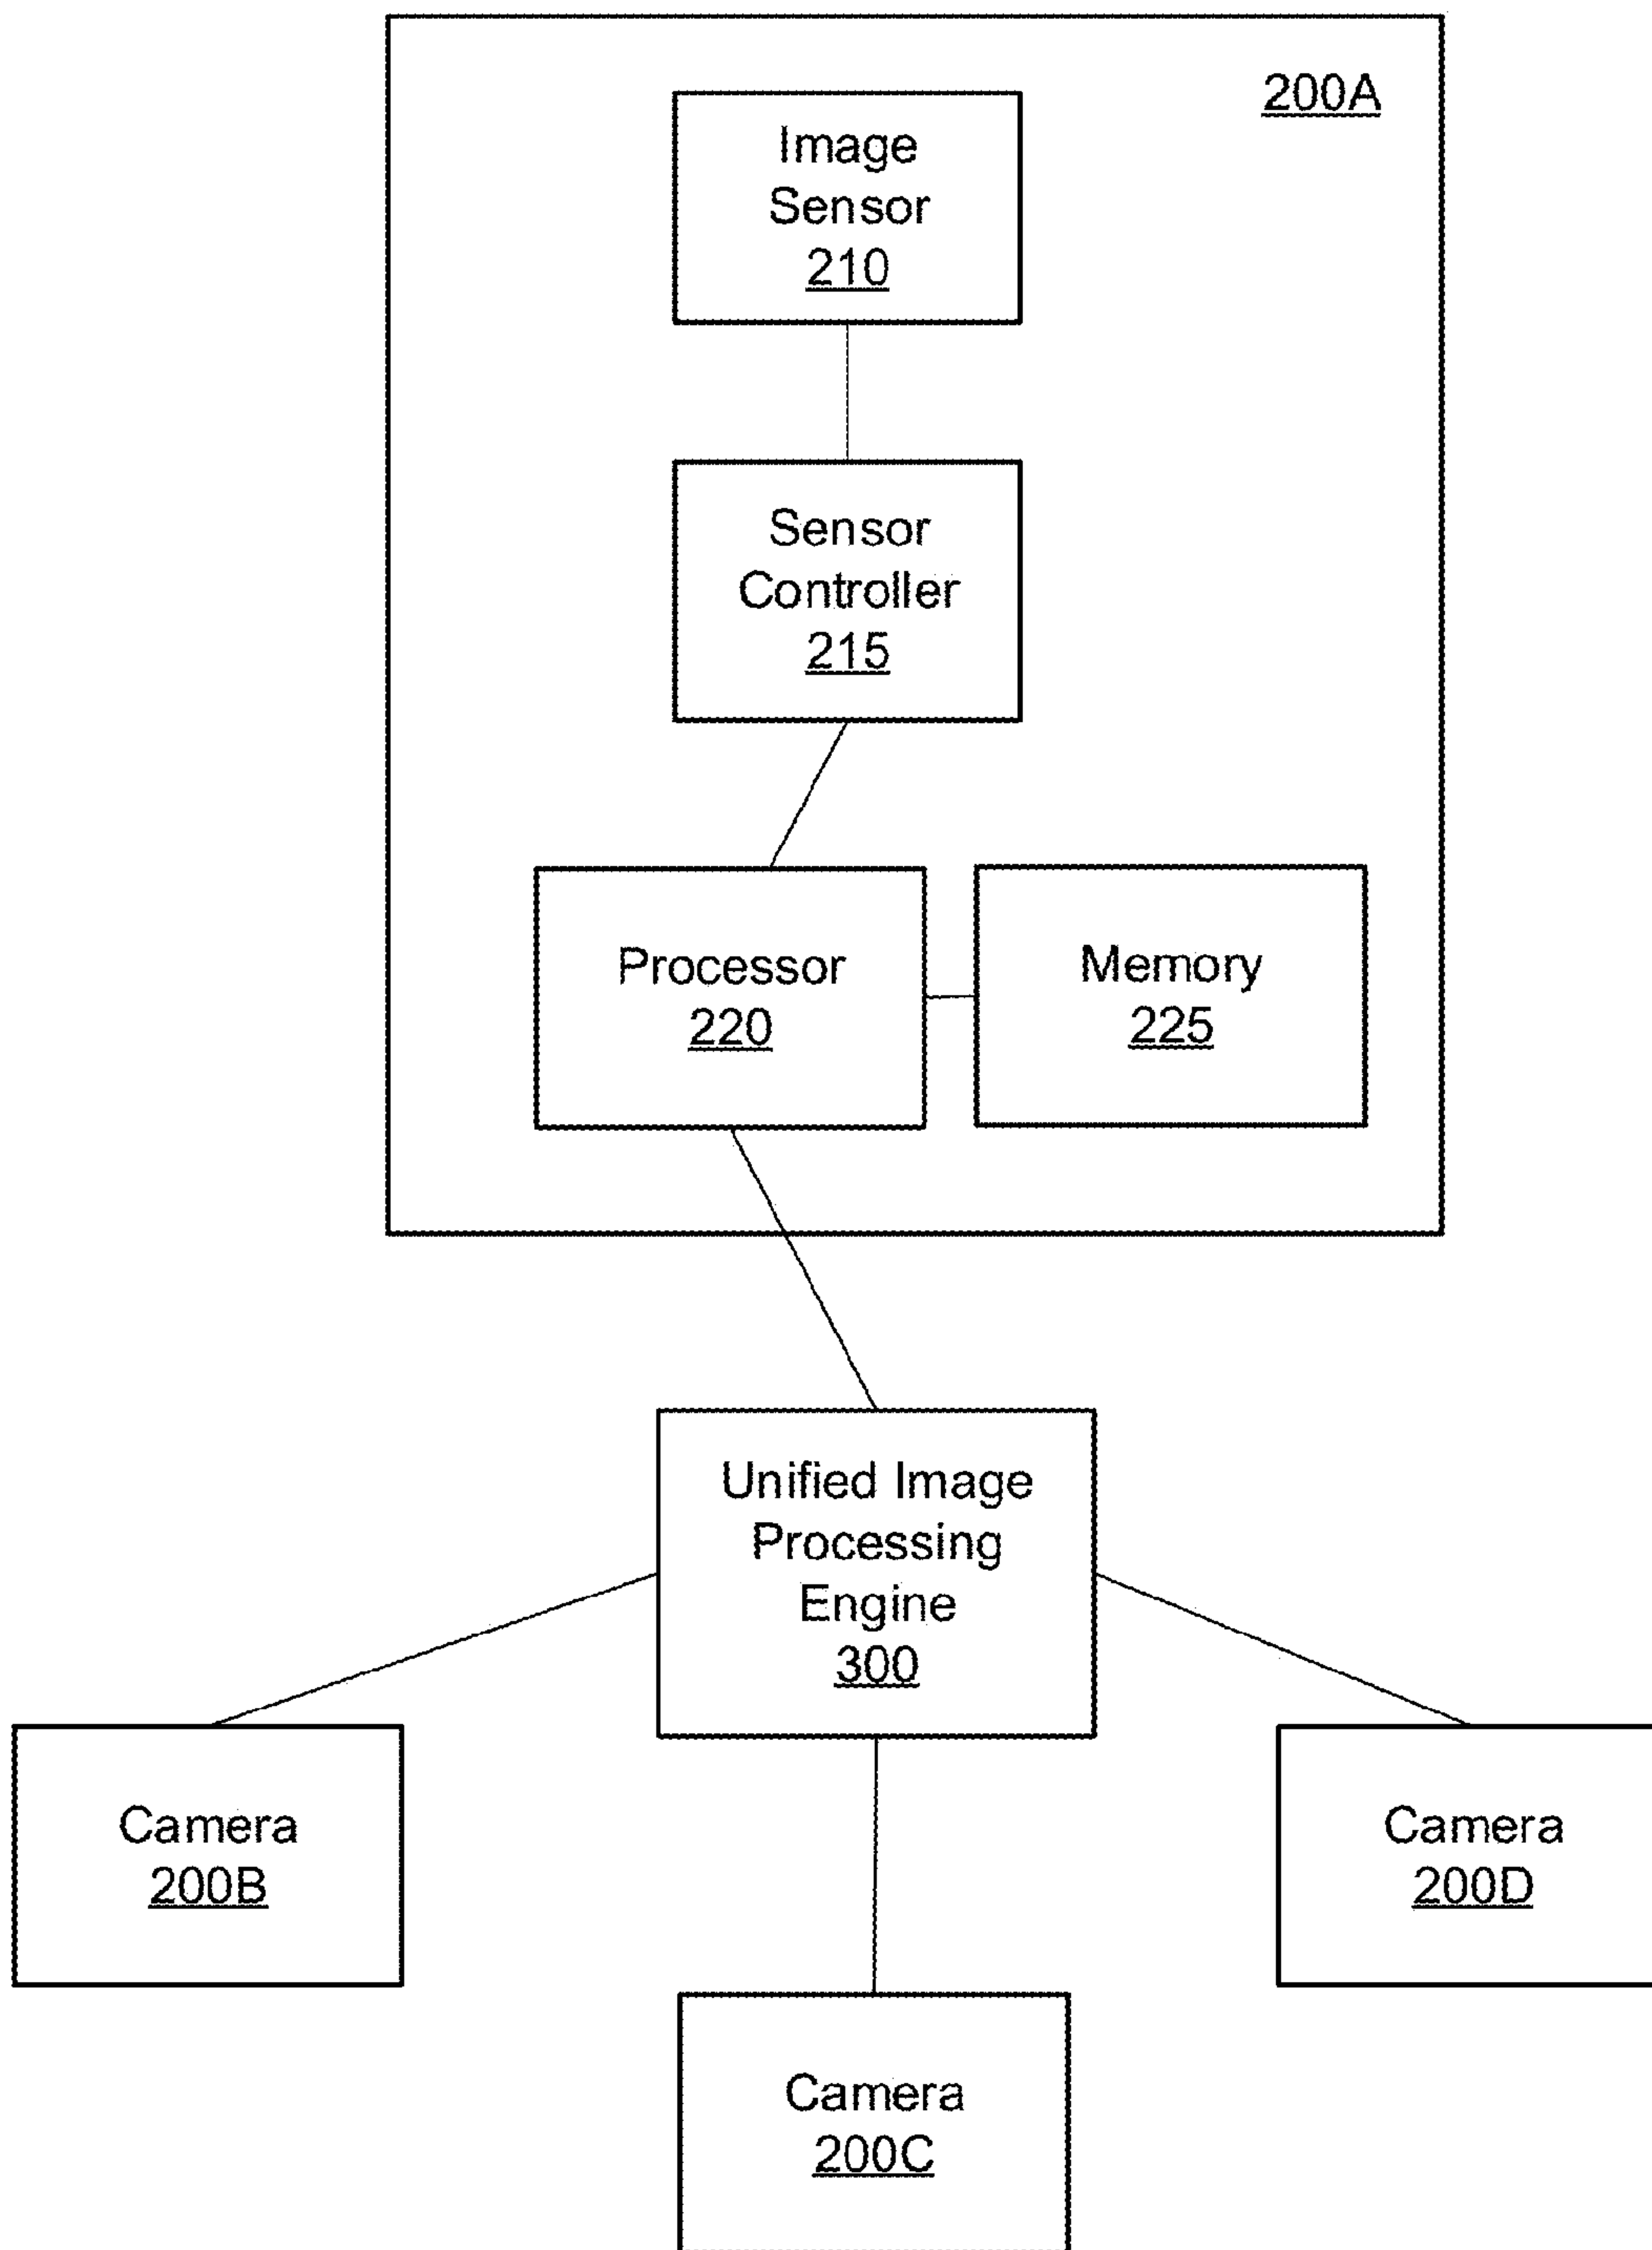 200A
Image
Sensor
210
Sensor
Controller
215
Processor
220
Memory
225
Unified Image
Processing
Engine
300
Camera
200B
Camera
200D
Camera
200C